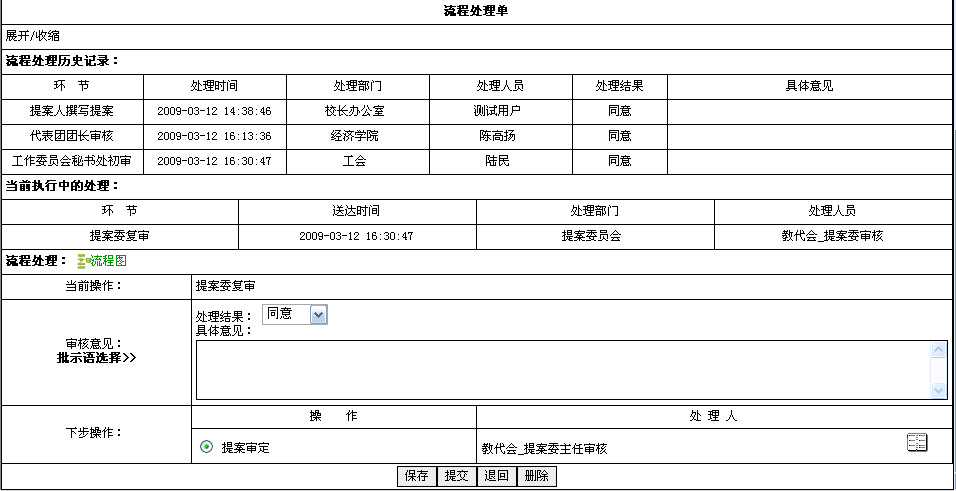 流程处理单
展开/收缩
流程处理历史记录：
环 节 处理时间 处理部门 处理人员 处理结果 具体意见
提案人撰写提案 2009-03-12 14:38:46 校长办公室 测试用户 同意
代表团团长审核 2009-03-12 16:13:36 经济学院 陈高扬 同意
工作委员会秘书处初审 2009-03-12 16:30:47 工会 陆民 同意
当前执行中的处理：
环 节 送达时间 处理部门 处理人员
提案委复审 2009-03-12 16:30:47 提案委员会 教代会_提案委审核
流程处理： 流程图
当前操作： 提案委复审
处理结果： 同意
具体意见：
审核意见：
批示语选择>>
下步操作： 操 作 处 理 人
提案审定 教代会_提案委主任审核
保存 提交 退回 删除